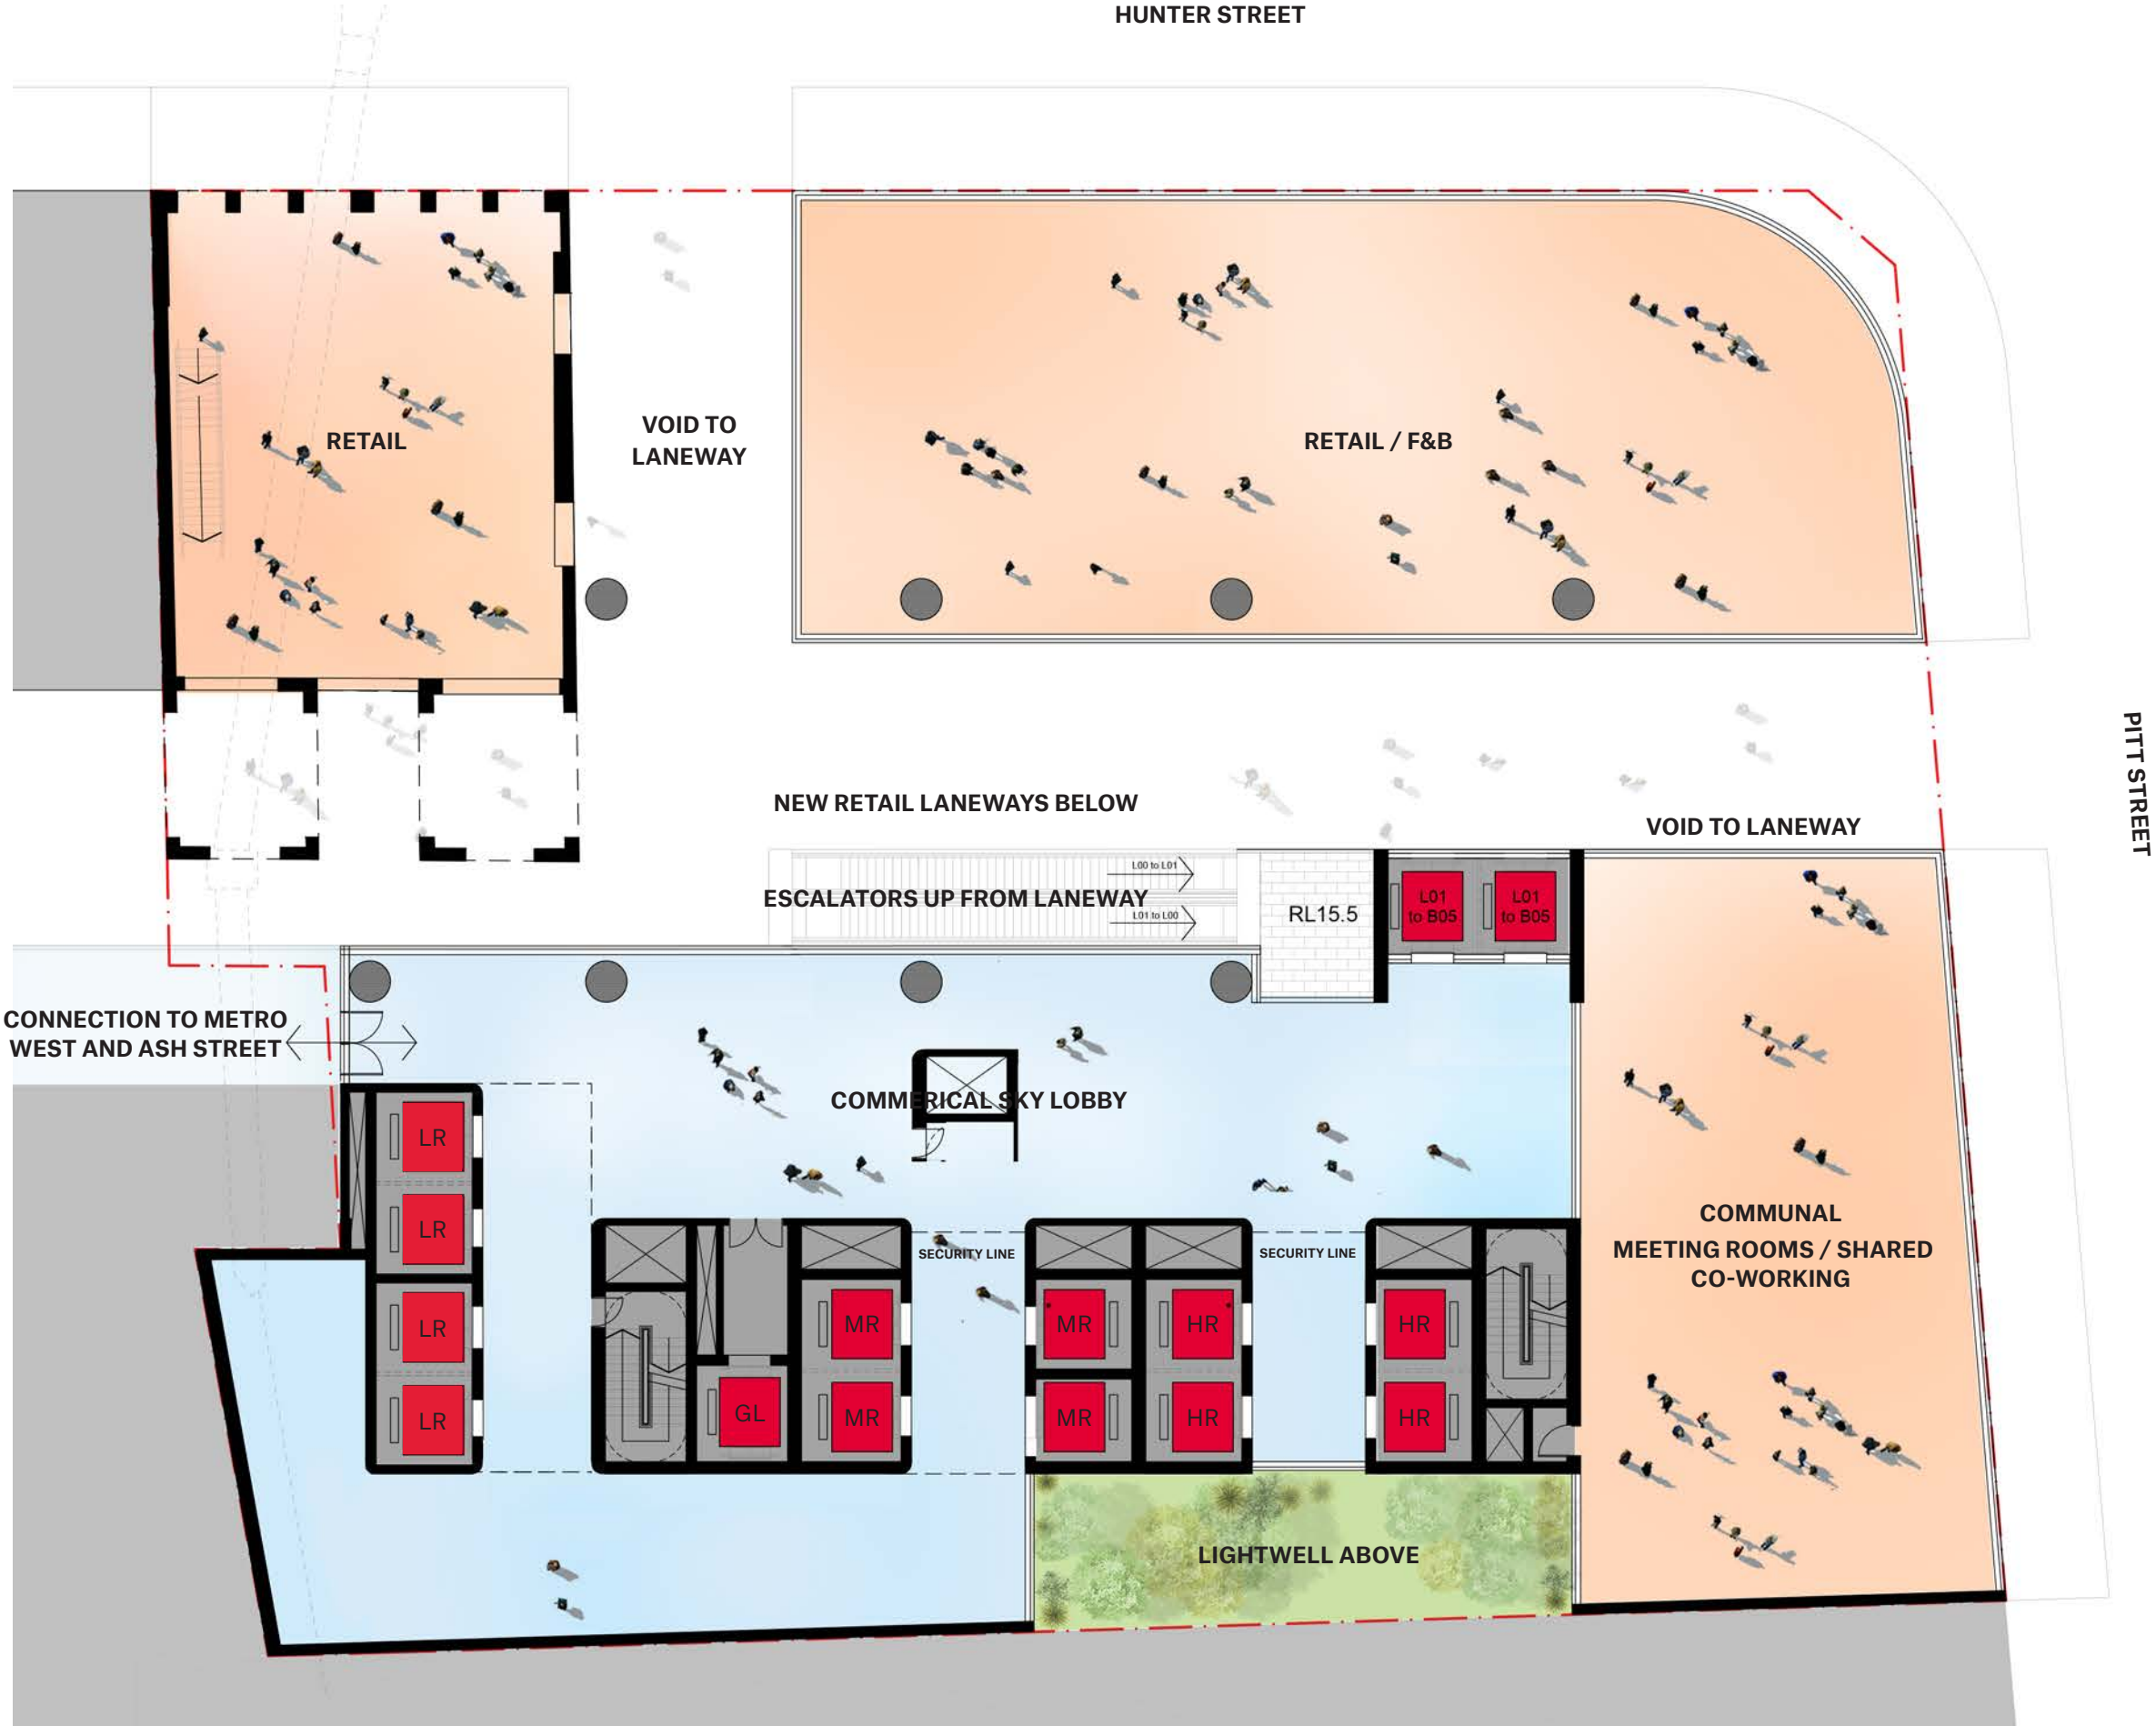 HUNTER STREET
RETAIL
VOID TO
LANEWAY
RETAIL / F&B
PITT STREET
NEW RETAIL LANEWAYS BELOW
VOID TO LANEWAY
L00 to L01
ESCALATORS UP FROM LANEWAY
L01 to L00
RL15.5
L01
to B05
L01
to B05
CONNECTION TO METRO
WEST AND ASH STREET
COMMERICAL SKY LOBBY
LR
LR
LR
LR
SECURITY LINE
SECURITY LINE
COMMUNAL
MEETING ROOMS / SHARED
CO-WORKING
MR
MR
HR
HR
GL
MR
MR
HR
HR
LIGHTWELL ABOVE